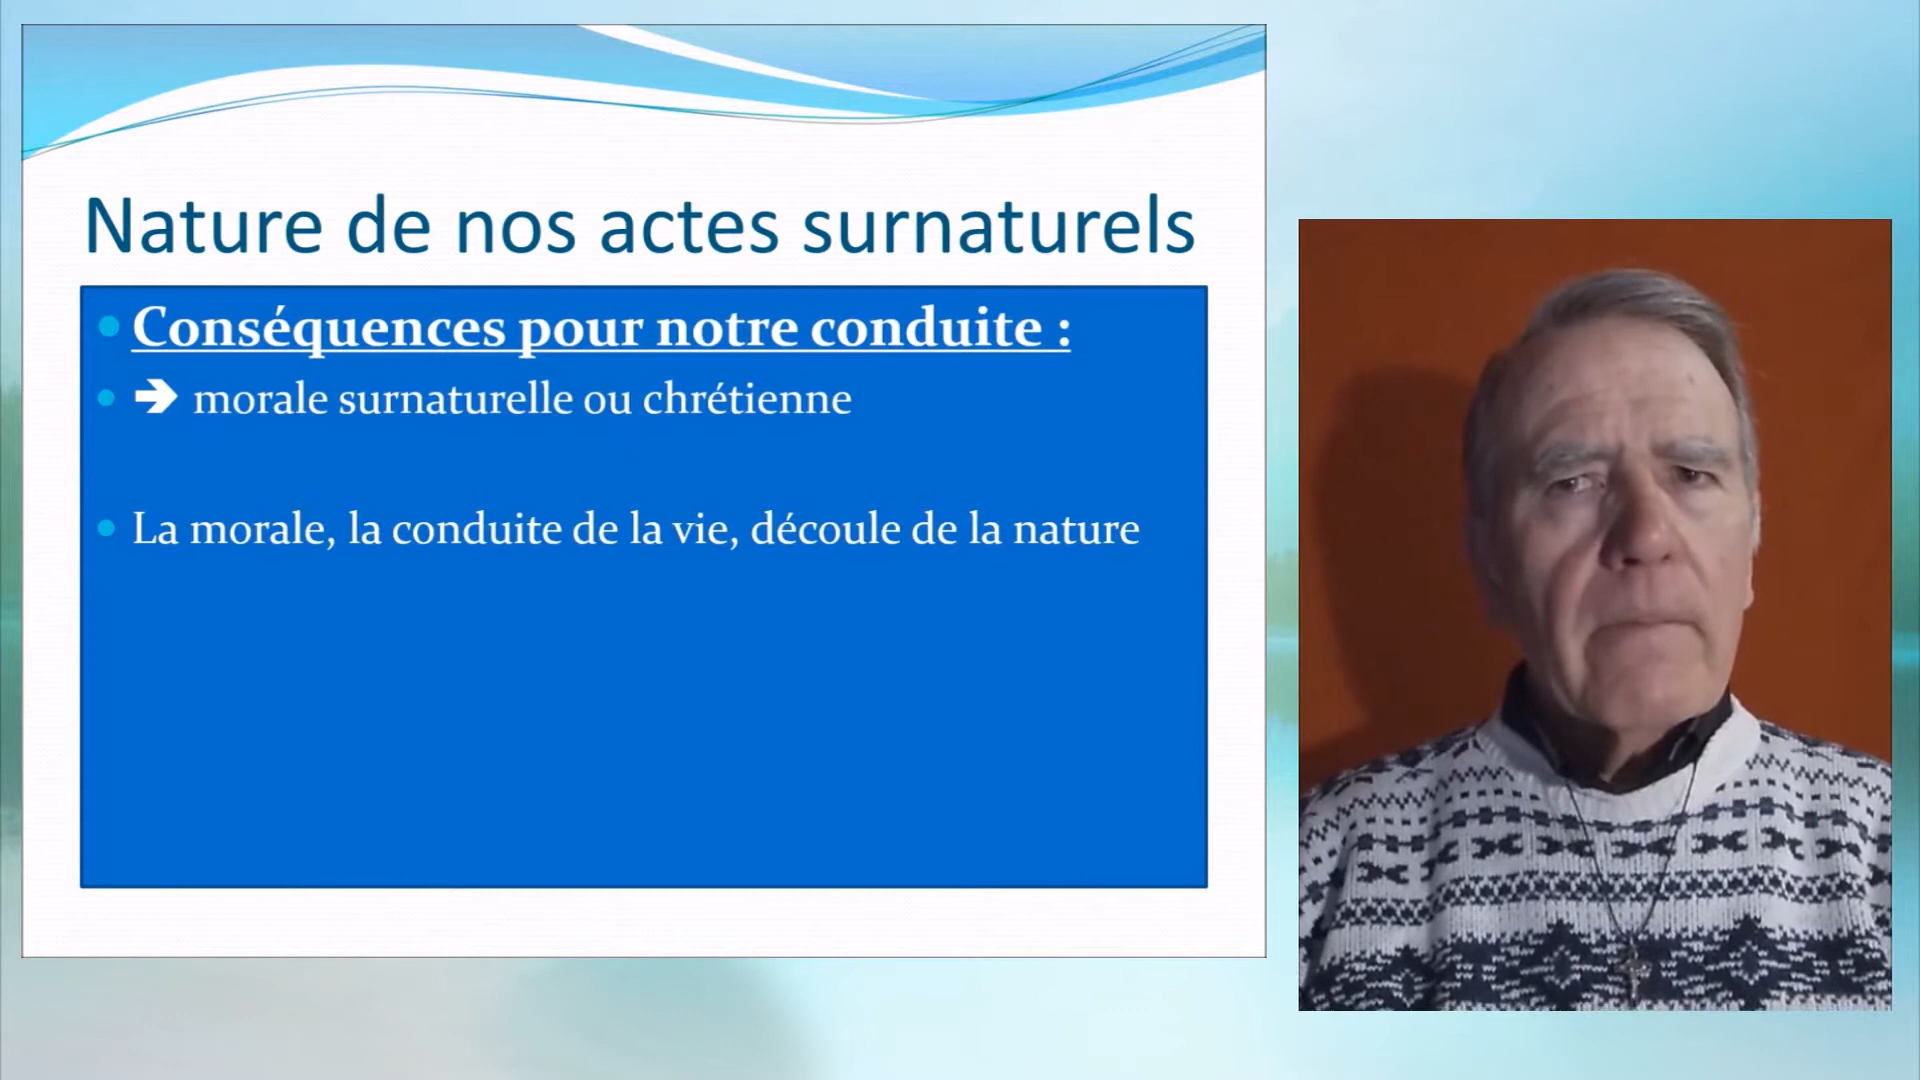 Nature de nos actes surnaturels
Conséquences pour notre conduite :
➔ morale surnaturelle ou chrétienne
La morale, la conduite de la vie, découle de la nature